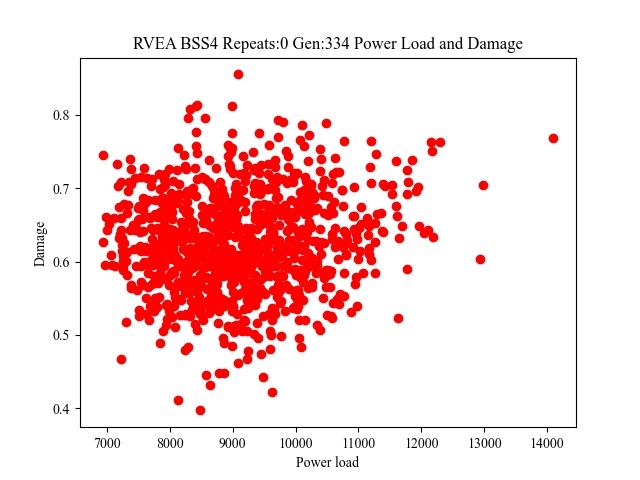 RVEA BSS4 Repeats:0 Gen:334 Power Load and Damage
Damage
0.8
0.7
0.6
0.5
0.4
7000 8000 9000 10000 11000 12000 13000 14000
Power load